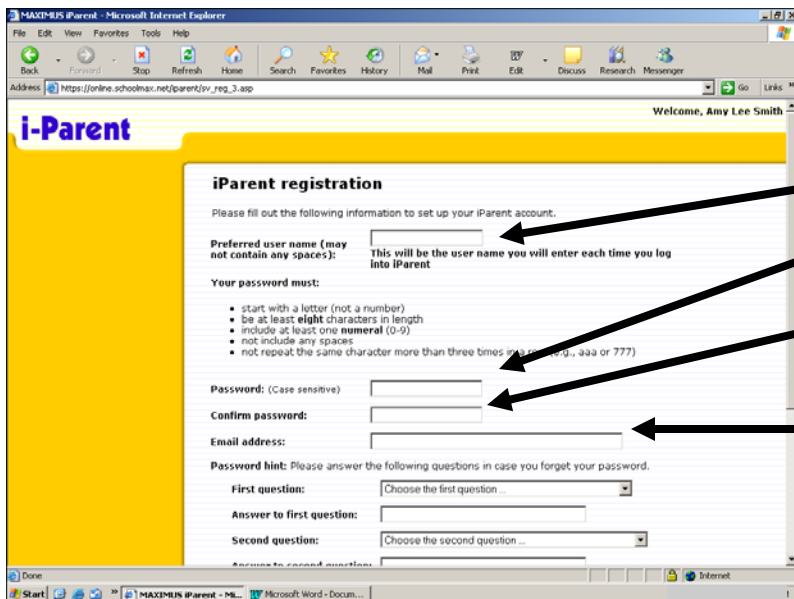 MAXIMUS iParent - Microsoft Internet Explorer
File Edit View Favorites Tools Help
Back Forward Stop Refresh Home Search Favorites History Mail Print Edit Discuss Research Messenger
Address https://online.schoolmax.net/iparent/sv_reg_3.asp Go Links »
Welcome, Amy Lee Smith
i-Parent
iParent registration
Please fill out the following information to set up your iParent account.
Preferred user name (may
not contain any spaces):
This will be the user name you will enter each time you log
into iParent
Your password must:
• start with a letter (not a number)
• be at least eight characters in length
• include at least one numeral (0-9)
• not include any spaces
• not repeat the same character more than three times in a (e.g., aaa or 777)
Password: (Case sensitive)
Confirm password:
Email address:
Password hint: Please answer the following questions in case you forget your password.
First question: Choose the first question ...
Answer to first question:
Second question: Choose the second question ...
Answer to second question:
Done Internet
Start » MAXIMUS iParent - Mi... Microsoft Word - Docum...